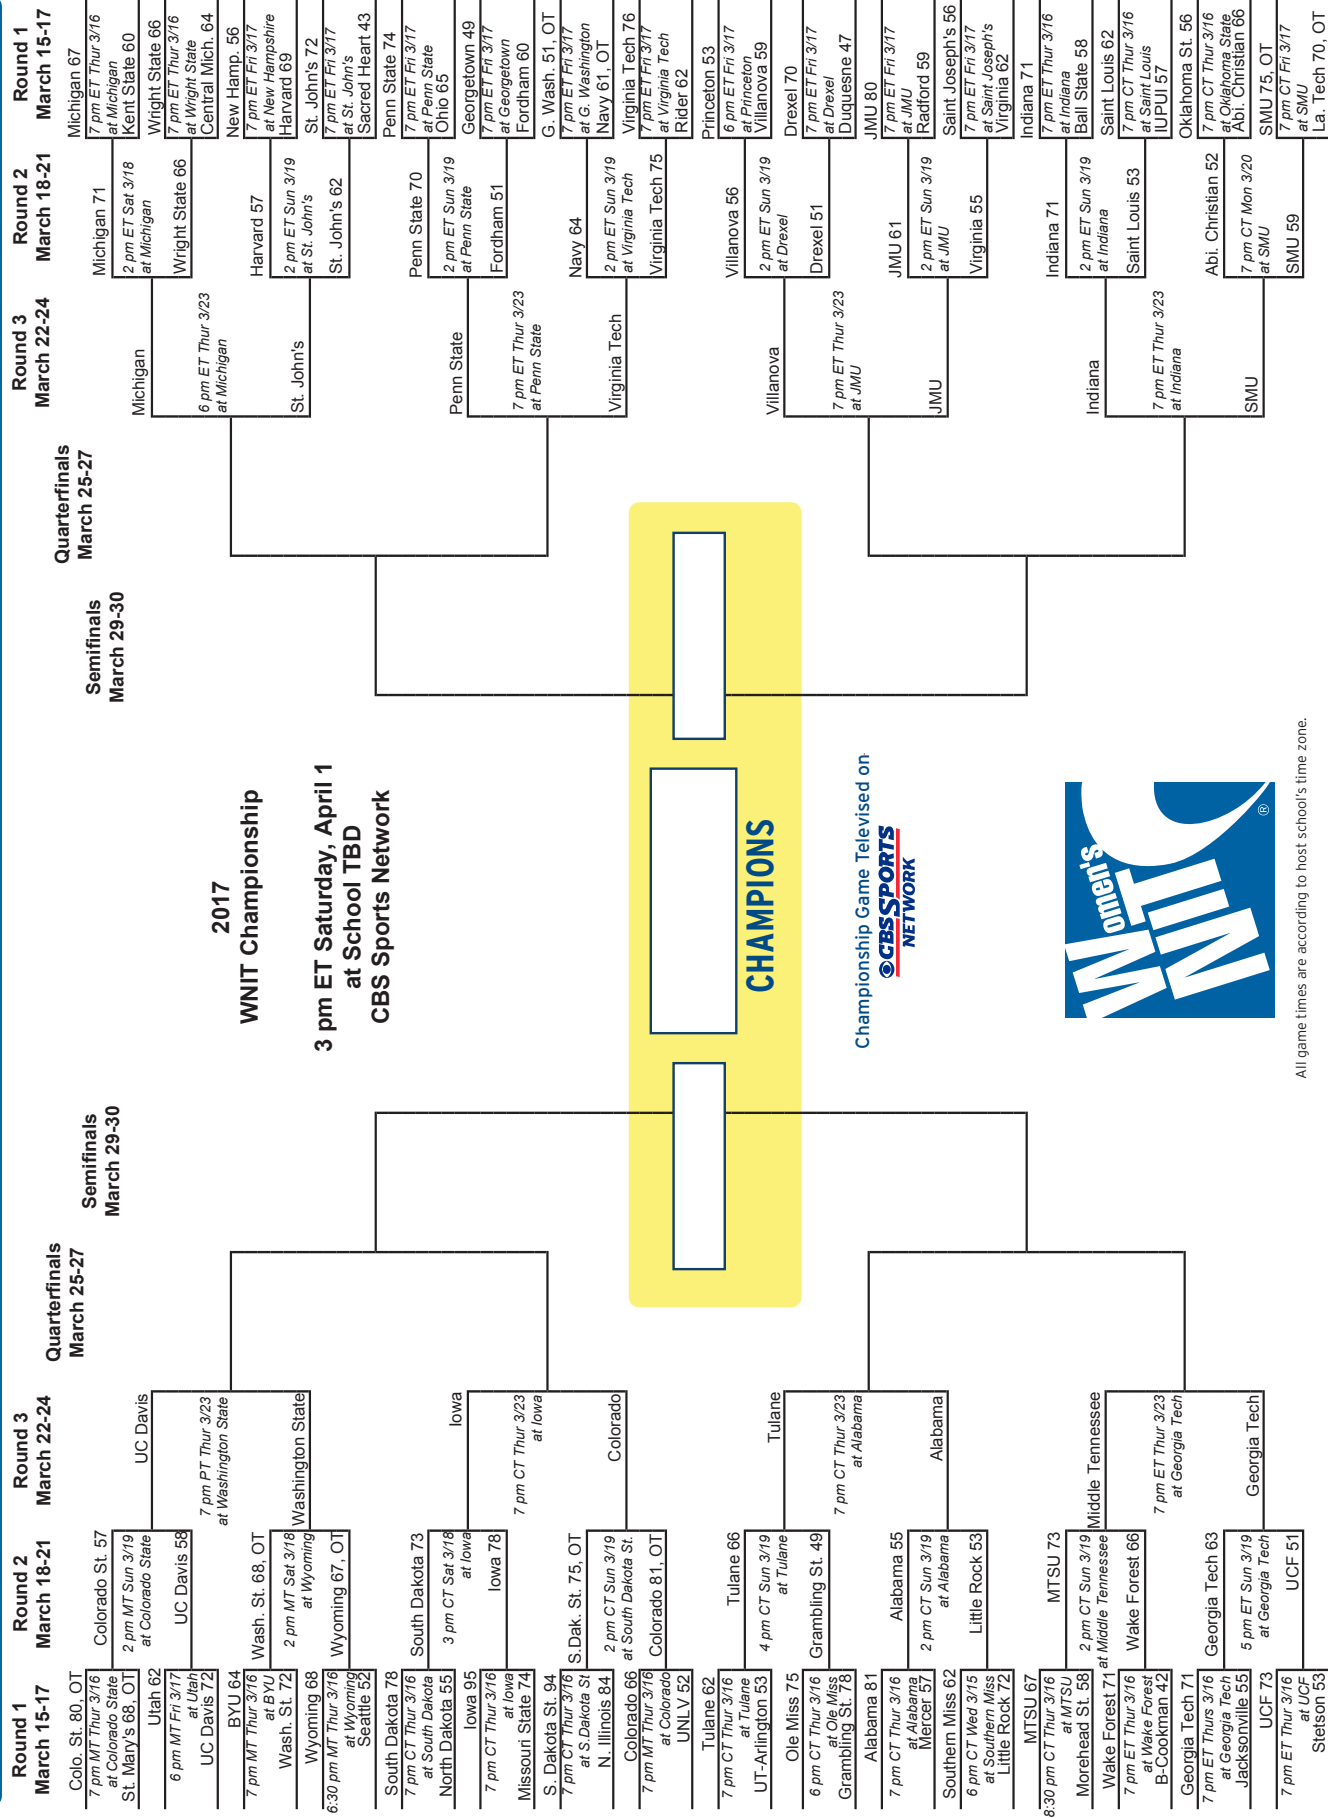 Round 1
March 15-17
Round 2
March 18-21
Round 3
March 22-24
Quarterfinals
March 25-27
Semifinals
March 29-30
Semifinals
March 29-30
Quarterfinals
March 25-27
Round 3
March 22-24
Round 2
March 18-21
Round 1
March 15-17
Colo. St. 80, OT
7 pm MT Thur 3/16
at Colorado State
St. Mary's 68, OT
Utah 62
6 pm MT Fri 3/17
at Utah
UC Davis 72
BYU 64
7 pm MT Thur 3/16
at BYU
Wash. St. 72
Wyoming 68
6:30 pm MT Thur 3/16
at Wyoming
Seattle 52
South Dakota 78
7 pm CT Thur 3/16
at South Dakota
North Dakota 55
Iowa 95
7 pm CT Thur 3/16
at Iowa
Missouri State 74
S. Dakota St. 94
7 pm CT Thur 3/16
at S.Dakota St
N. Illinois 84
Colorado 66
7 pm MT Thur 3/16
at Colorado
UNLV 52
Tulane 62
7 pm CT Thur 3/16
at Tulane
UT-Arlington 53
Ole Miss 75
6 pm CT Thur 3/16
at Ole Miss
Grambling St. 78
Alabama 81
7 pm CT Thur 3/16
at Alabama
Mercer 57
Southern Miss 62
6 pm CT Wed 3/15
at Southern Miss
Little Rock 72
MTSU 67
8:30 pm CT Thur 3/16
at MTSU
Morehead St. 58
Wake Forest 71
7 pm ET Thur 3/16
at Wake Forest
B-Cookman 42
Georgia Tech 71
7 pm ET Thurs 3/16
at Georgia Tech
Jacksonville 55
UCF 73
7 pm ET Thur 3/16
at UCF
Stetson 53
Colorado St. 57
2 pm MT Sun 3/19
at Colorado State
UC Davis 58
Wash. St. 68, OT
2 pm MT Sat 3/18
at Wyoming
Wyoming 67, OT
South Dakota 73
3 pm CT Sat 3/18
at Iowa
Iowa 78
S.Dak. St. 75, OT
2 pm CT Sun 3/19
at South Dakota St.
Colorado 81, OT
Tulane 66
4 pm CT Sun 3/19
at Tulane
Grambling St. 49
Alabama 55
2 pm CT Sun 3/19
at Alabama
Little Rock 53
MTSU 73
2 pm CT Sun 3/19
at Middle Tennessee
Wake Forest 66
Georgia Tech 63
5 pm ET Sun 3/19
at Georgia Tech
UCF 51
UC Davis
7 pm PT Thur 3/23
at Washington State
Washington State
Iowa
7 pm CT Thur 3/23
at Iowa
Colorado
Tulane
7 pm CT Thur 3/23
at Alabama
Alabama
Middle Tennessee
7 pm ET Thur 3/23
at Georgia Tech
Georgia Tech
2017
WNIT Championship
3 pm ET Saturday, April 1
at School TBD
CBS Sports Network
CHAMPIONS
Championship Game Televised on
CBS SPORTS
NETWORK
Women's
NIT
®
All game times are according to host school's time zone.
Michigan
6 pm ET Thur 3/23
at Michigan
St. John's
Penn State
7 pm ET Thur 3/23
at Penn State
Virginia Tech
Villanova
7 pm ET Thur 3/23
at JMU
JMU
Indiana
7 pm ET Thur 3/23
at Indiana
SMU
Michigan 71
2 pm ET Sat 3/18
at Michigan
Wright State 66
Harvard 57
2 pm ET Sun 3/19
at St. John's
St. John's 62
Penn State 70
2 pm ET Sun 3/19
at Penn State
Fordham 51
Navy 64
2 pm ET Sun 3/19
at Virginia Tech
Virginia Tech 75
Villanova 56
2 pm ET Sun 3/19
at Drexel
Drexel 51
JMU 61
2 pm ET Sun 3/19
at JMU
Virginia 55
Indiana 71
2 pm ET Sun 3/19
at Indiana
Saint Louis 53
Abi. Christian 52
7 pm CT Mon 3/20
at SMU
SMU 59
Michigan 67
7 pm ET Thur 3/16
at Michigan
Kent State 60
Wright State 66
7 pm ET Thur 3/16
at Wright State
Central Mich. 64
New Hamp. 56
7 pm ET Fri 3/17
at New Hampshire
Harvard 69
St. John's 72
7 pm ET Fri 3/17
at St. John's
Sacred Heart 43
Penn State 74
7 pm ET Fri 3/17
at Penn State
Ohio 65
Georgetown 49
7 pm ET Fri 3/17
at Georgetown
Fordham 60
G. Wash. 51, OT
7 pm ET Fri 3/17
at G. Washington
Navy 61, OT
Virginia Tech 76
7 pm ET Fri 3/17
at Virginia Tech
Rider 62
Princeton 53
6 pm ET Fri 3/17
at Princeton
Villanova 59
Drexel 70
7 pm ET Fri 3/17
at Drexel
Duquesne 47
JMU 80
7 pm ET Fri 3/17
at JMU
Radford 59
Saint Joseph's 56
7 pm ET Fri 3/17
at Saint Joseph's
Virginia 62
Indiana 71
7 pm ET Thur 3/16
at Indiana
Ball State 58
Saint Louis 62
7 pm CT Thur 3/16
at Saint Louis
IUPUI 57
Oklahoma St. 56
7 pm CT Thur 3/16
at Oklahoma State
Abi. Christian 66
SMU 75, OT
7 pm CT Fri 3/17
at SMU
La. Tech 70, OT